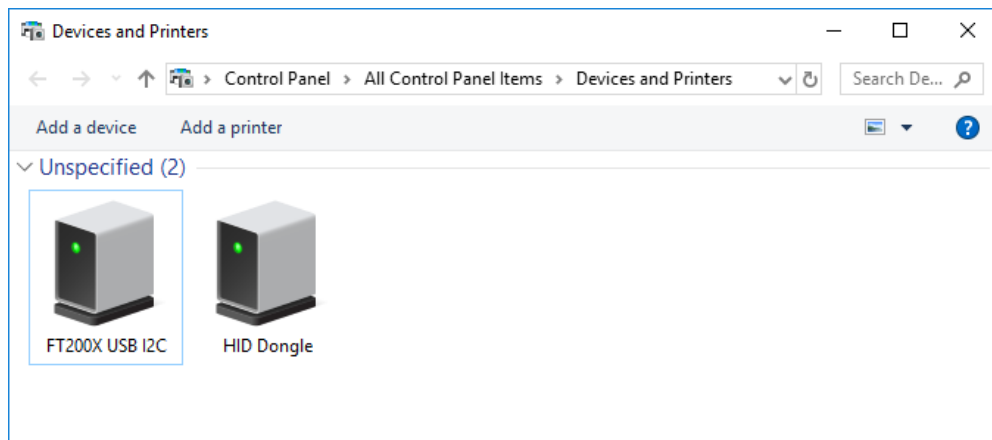 Devices and Printers
Control Panel > All Control Panel Items > Devices and Printers
Search De...
Add a device Add a printer
?
Unspecified (2)
FT200X USB I2C HID Dongle